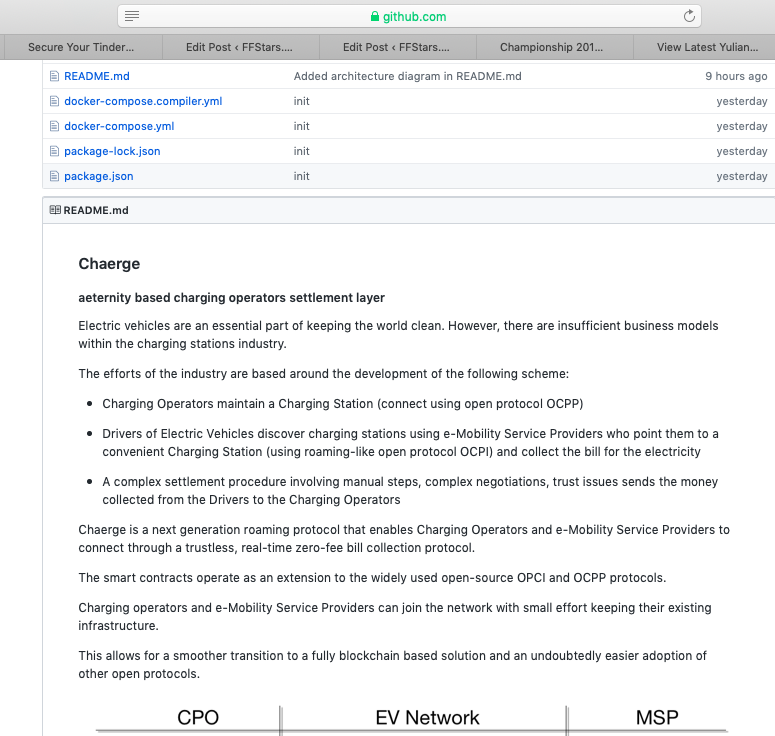 github.com
Secure Your Tinder...
Edit Post ‹ FFStars....
Edit Post ‹ FFStars....
Championship 201...
View Latest Yulian...
README.md Added architecture diagram in README.md 9 hours ago
docker-compose.compiler.yml init yesterday
docker-compose.yml init yesterday
package-lock.json init yesterday
package.json init yesterday
README.md
Chaerge
aeternity based charging operators settlement layer
Electric vehicles are an essential part of keeping the world clean. However, there are insufficient business models
within the charging stations industry.
The efforts of the industry are based around the development of the following scheme:
Charging Operators maintain a Charging Station (connect using open protocol OCPP)
Drivers of Electric Vehicles discover charging stations using e-Mobility Service Providers who point them to a
convenient Charging Station (using roaming-like open protocol OCPI) and collect the bill for the electricity
A complex settlement procedure involving manual steps, complex negotiations, trust issues sends the money
collected from the Drivers to the Charging Operators
Chaerge is a next generation roaming protocol that enables Charging Operators and e-Mobility Service Providers to
connect through a trustless, real-time zero-fee bill collection protocol.
The smart contracts operate as an extension to the widely used open-source OPCI and OCPP protocols.
Charging operators and e-Mobility Service Providers can join the network with small effort keeping their existing
infrastructure.
This allows for a smoother transition to a fully blockchain based solution and an undoubtedly easier adoption of
other open protocols.
CPO EV Network MSP